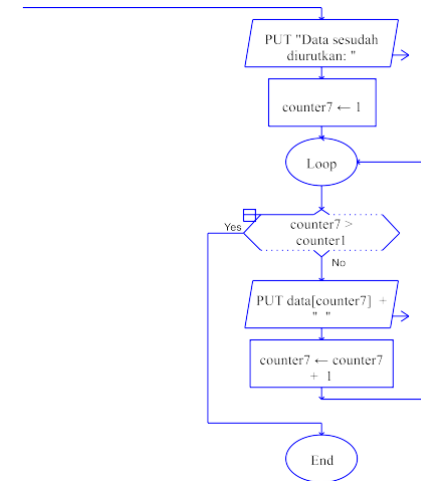 PUT "Data sesudah
diurutkan: "
counter7 ← 1
Loop
Yes
counter7 >
counter1
No
PUT data[counter7] +
" "
counter7 ← counter7
+ 1
End